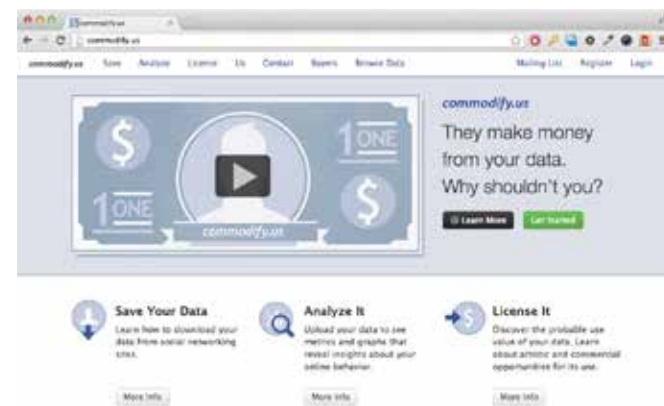 commodify.us
commodify.us
commodify.us Save Analyze License Us Contact Buyers Browse Data Mailing List Register Login
$ 1 ONE
1 ONE $
commodify.us
commodify.us
They make money
from your data.
Why shouldn't you?
Learn More Get Started
Save Your Data
Learn how to download your
data from social networking
sites.
More Info
Analyze It
Upload your data to see
metrics and graphs that
reveal insights about your
online behavior.
More Info
License It
Discover the probable use
value of your data. Learn
about artistic and commercial
opportunities for its use.
More Info